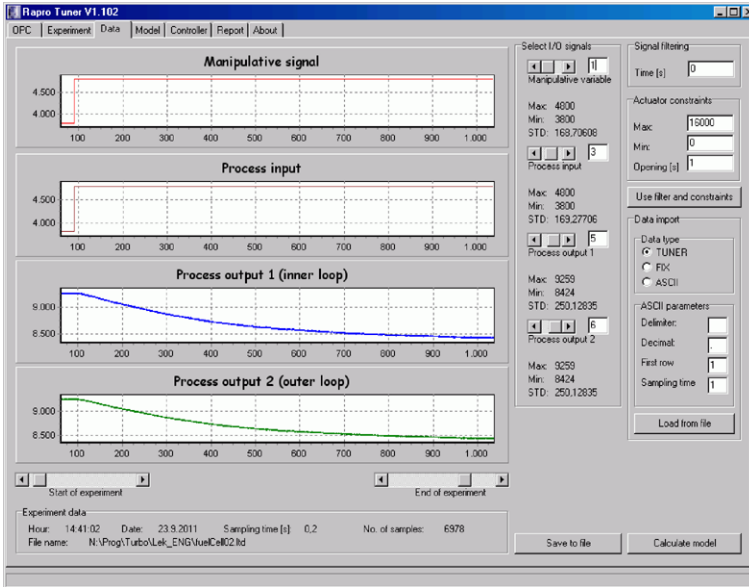 Rapro Tuner V1.102
OPC Experiment Data Model Controller Report About
Manipulative signal
4.500
4.000
100 200 300 400 500 600 700 800 900 1.000
Process input
4.500
4.000
100 200 300 400 500 600 700 800 900 1.000
Process output 1 (inner loop)
9.000
8.500
100 200 300 400 500 600 700 800 900 1.000
Process output 2 (outer loop)
9.000
8.500
100 200 300 400 500 600 700 800 900 1.000
Start of experiment
End of experiment
Experiment data
Hour: 14:41:02 Date: 23.9.2011 Sampling time [s]: 0,2 No. of samples: 6978
File name: N:\Prog\Turbo\Lek_ENG\fuelCell02.ltd
Select I/O signals
1
Manipulative variable
Max: 4800
Min: 3800
STD: 168,70608
3
Process input
Max: 4800
Min: 3800
STD: 169,27706
5
Process output 1
Max: 9259
Min: 8424
STD: 250,12835
6
Process output 2
Max: 9259
Min: 8424
STD: 250,12835
Save to file
Signal filtering
Time [s] 0
Actuator constraints
Max: 16000
Min: 0
Opening [s] 1
Use filter and constraints
Data import
Data type
TUNER
FIX
ASCII
ASCII parameters
Delimiter:
Decimal: .
First row 1
Sampling time 1
Load from file
Calculate model